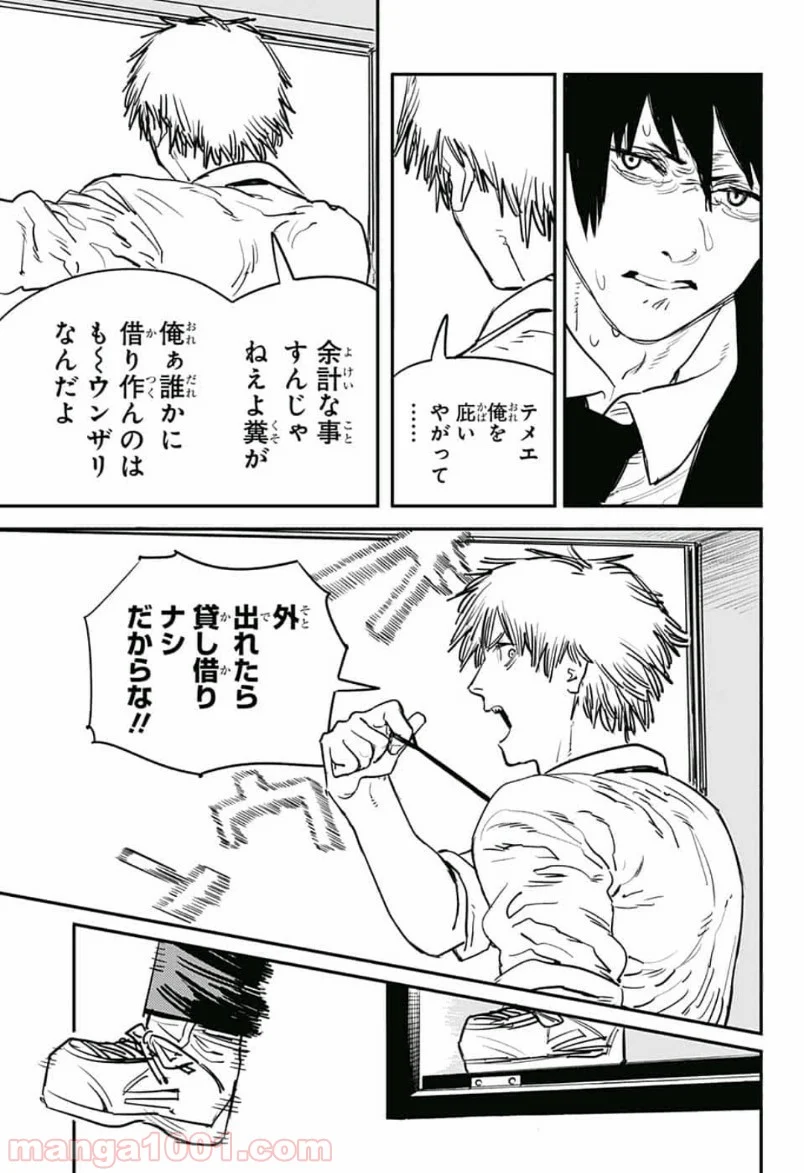 テメエ
俺を
庇い
やがって
……
余計な事
すんじゃ
ねえよ糞が
俺ぁ誰かに
借り作んのは
も～ウンザリ
なんだよ
外
出れたら
貸し借り
ナシ
だからな!!
ヴ
ウ
ン
manga1001.com